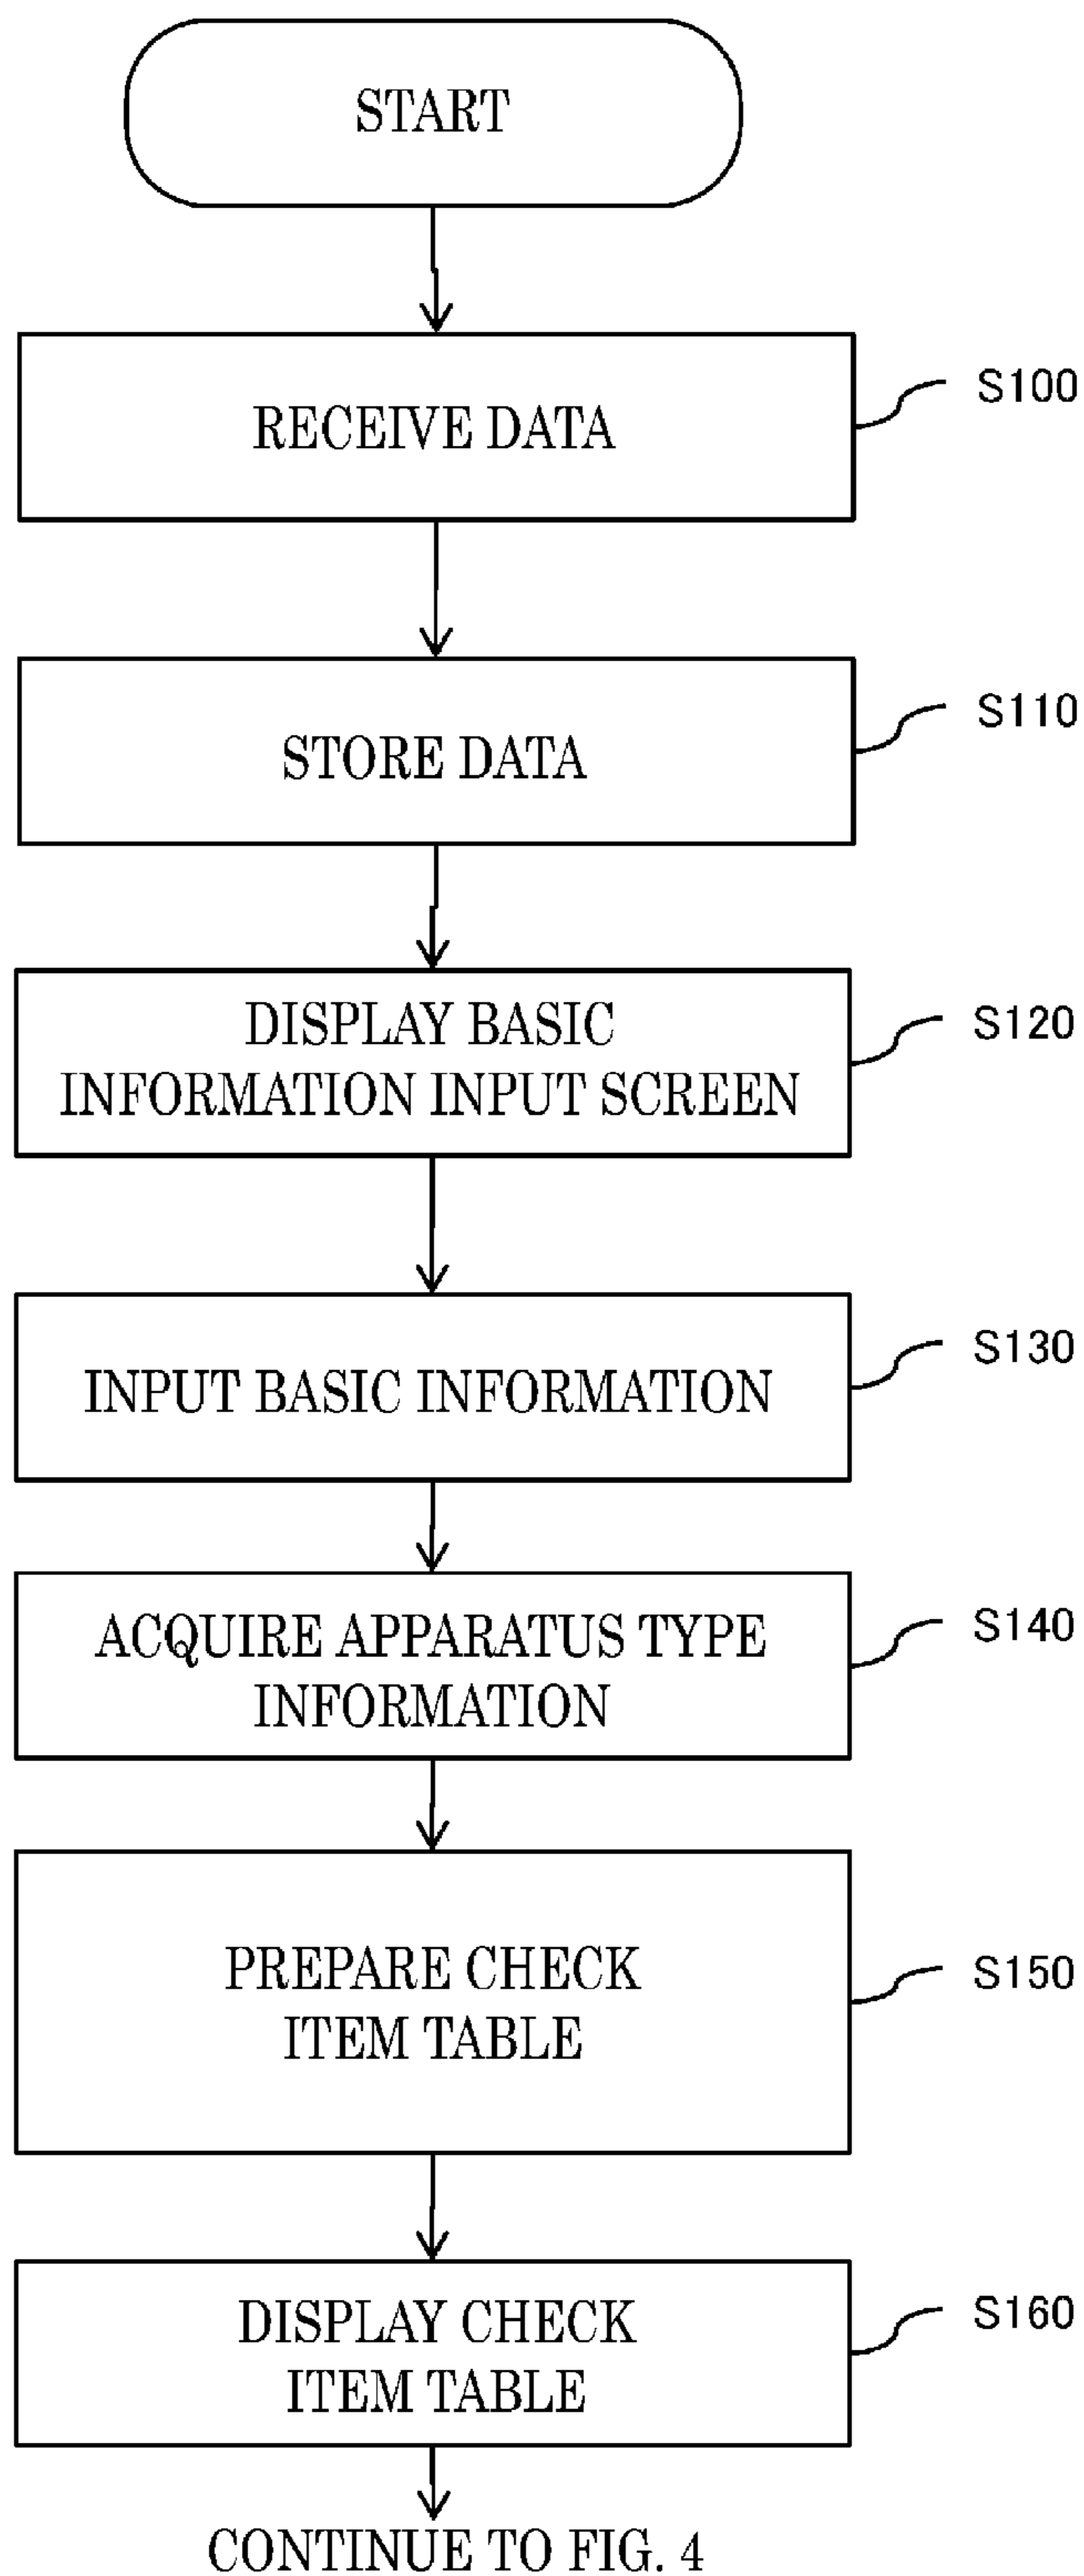 START
RECEIVE DATA
S100
STORE DATA
S110
DISPLAY BASIC
INFORMATION INPUT SCREEN
S120
INPUT BASIC INFORMATION
S130
ACQUIRE APPARATUS TYPE
INFORMATION
S140
PREPARE CHECK
ITEM TABLE
S150
DISPLAY CHECK
ITEM TABLE
S160
CONTINUE TO FIG. 4